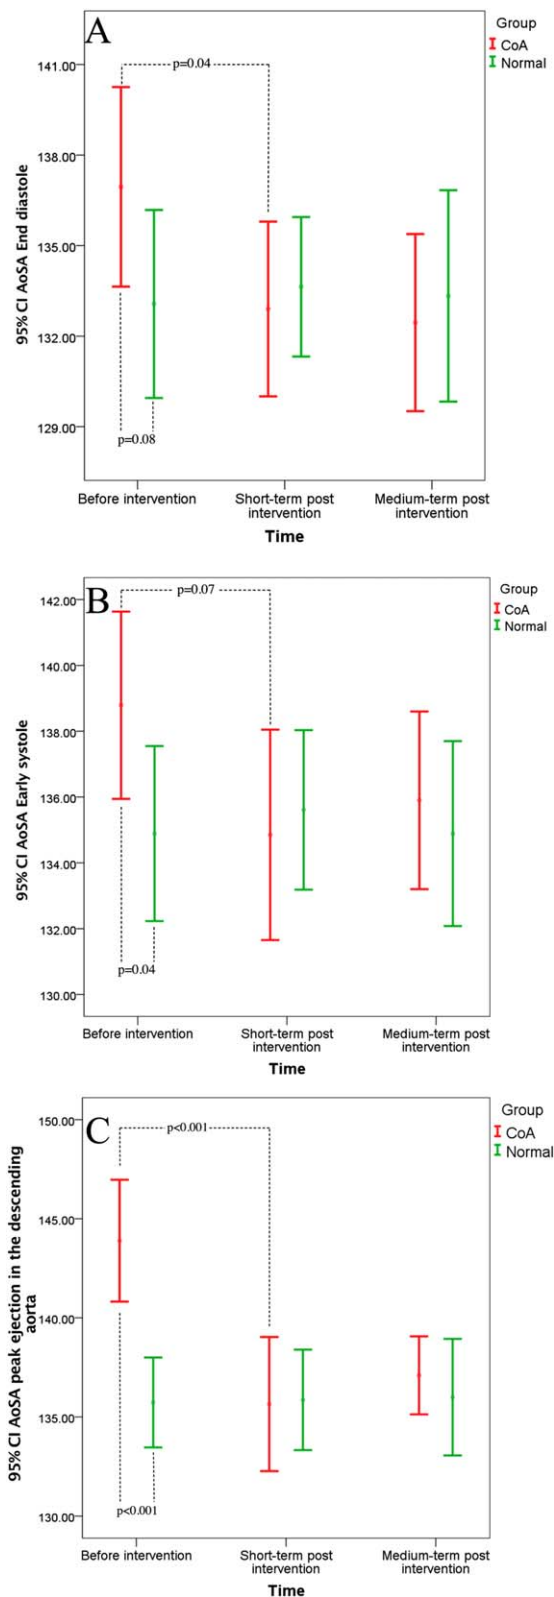 A
Group
CoA
Normal
141.00
p=0.04
138.00
135.00
132.00
129.00
95% CI AoSA End diastole
p=0.08
Before intervention
Short-term post
intervention
Medium-term post
intervention
Time
B
Group
CoA
Normal
142.00
p=0.07
140.00
138.00
136.00
134.00
132.00
130.00
95% CI AoSA Early systole
p=0.04
Before intervention
Short-term post
intervention
Medium-term post
intervention
Time
C
Group
CoA
Normal
150.00
p<0.001
145.00
140.00
135.00
130.00
95% CI AoSA peak ejection in the descending
aorta
p<0.001
Before intervention
Short-term post
intervention
Medium-term post
intervention
Time